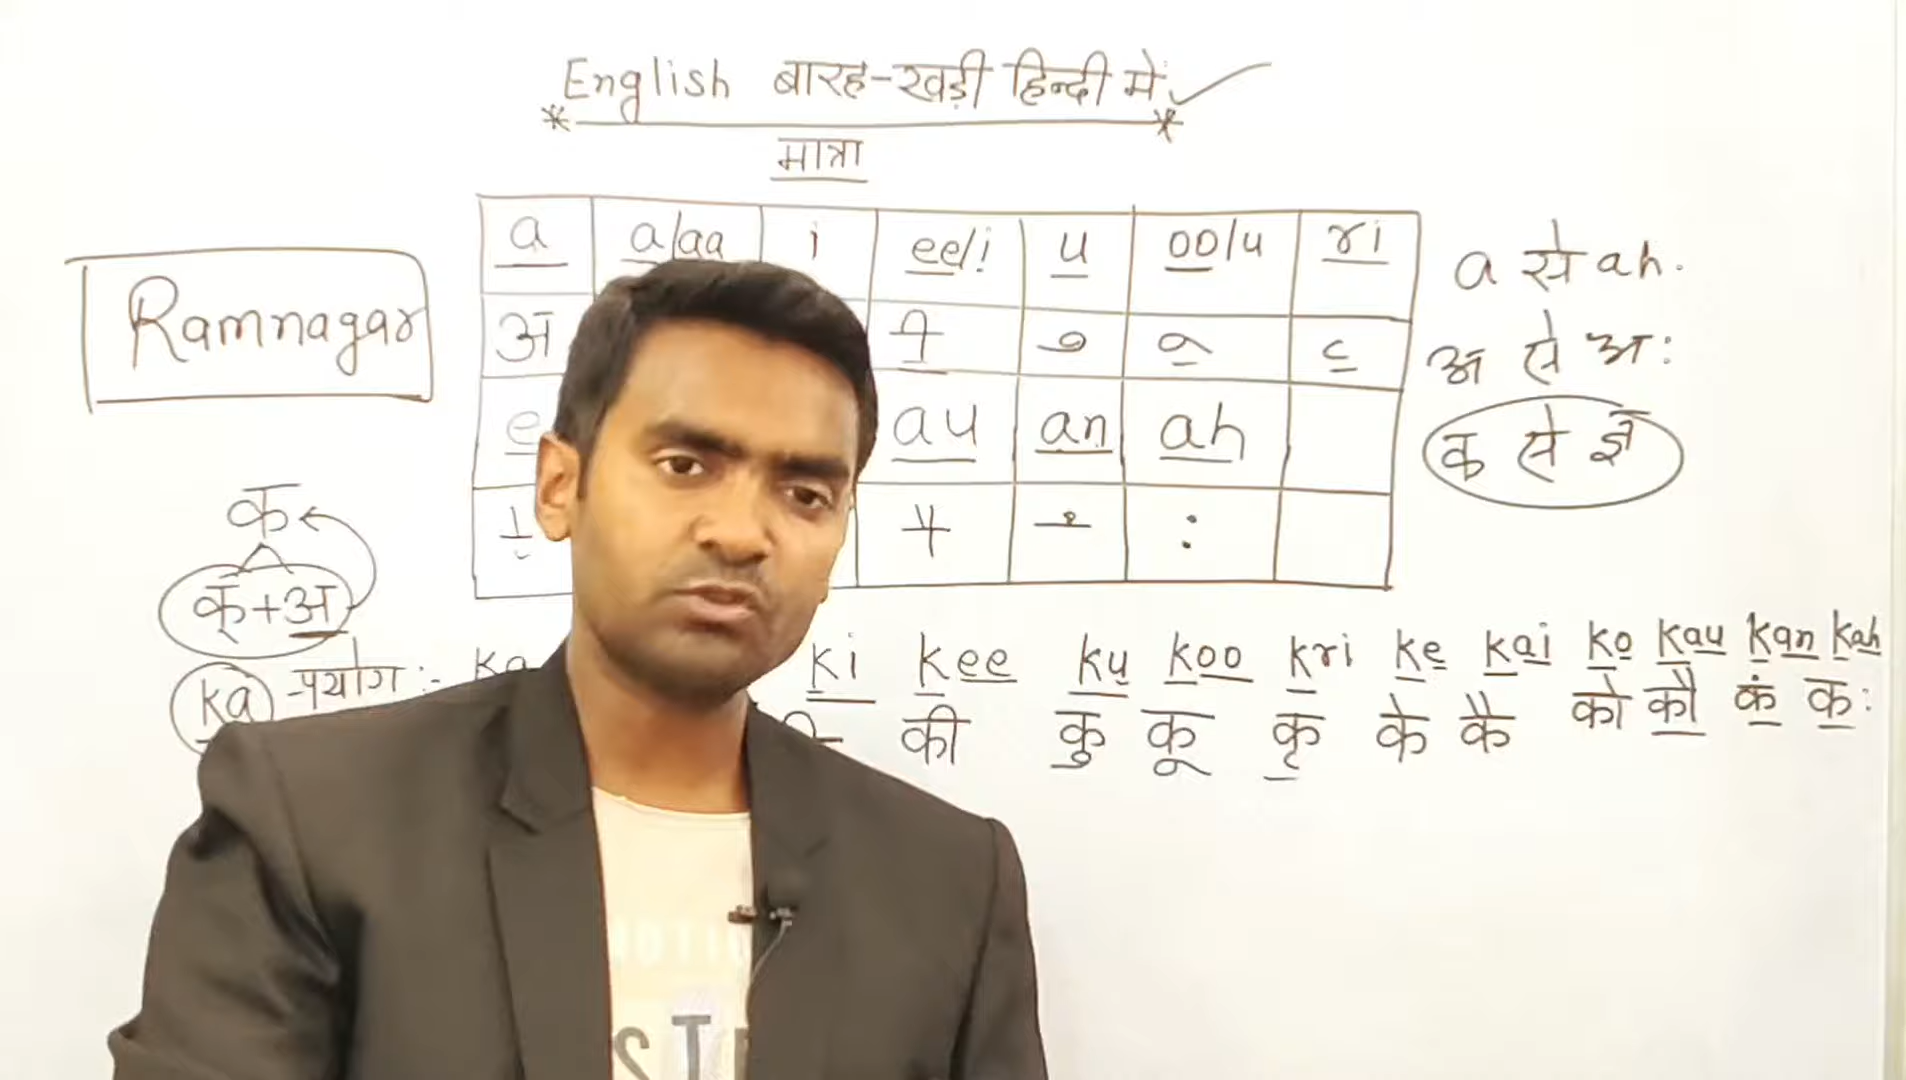 English बारह-खड़ी हिन्दी में
मात्रा
a a/aa i ee/i u oo/u ri
अ ी ु ू ृ
e au an ah
े ौ ं :
Ramnagar
a से ah.
अ से अ:
क से ज्ञ
क
क्+अ
ka
प्रयोग:- ka ki kee ku koo kri ke kai ko kau kan kah
की कु कू कृ के कै को कौ कं क: